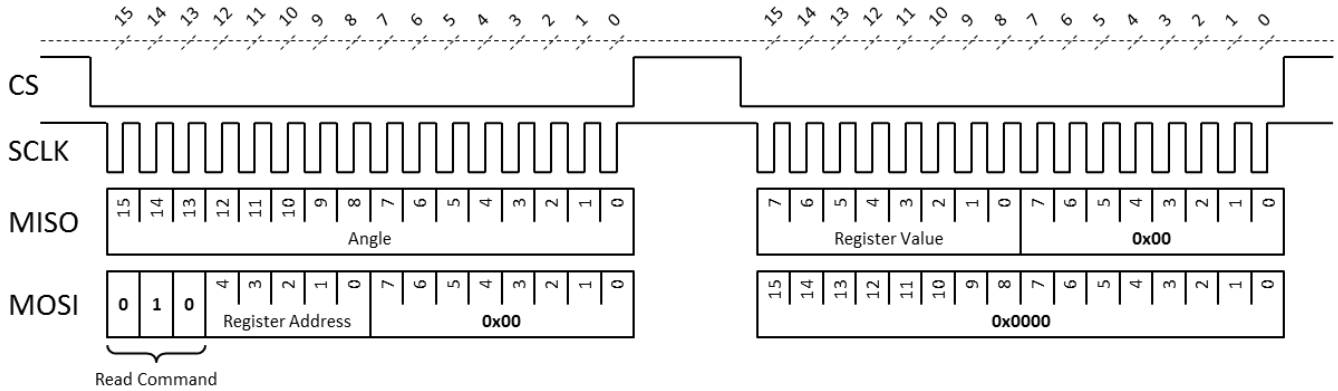 15 14 13 12 11 10 9 8 7 6 5 4 3 2 1 0 15 14 13 12 11 10 9 8 7 6 5 4 3 2 1 0
CS
SCLK
MISO 15 14 13 12 11 10 9 8 7 6 5 4 3 2 1 0 7 6 5 4 3 2 1 0 7 6 5 4 3 2 1 0
Angle Register Value 0x00
MOSI 0 1 0 4 3 2 1 0 7 6 5 4 3 2 1 0 15 14 13 12 11 10 9 8 7 6 5 4 3 2 1 0
Register Address 0x00 0x0000
Read Command